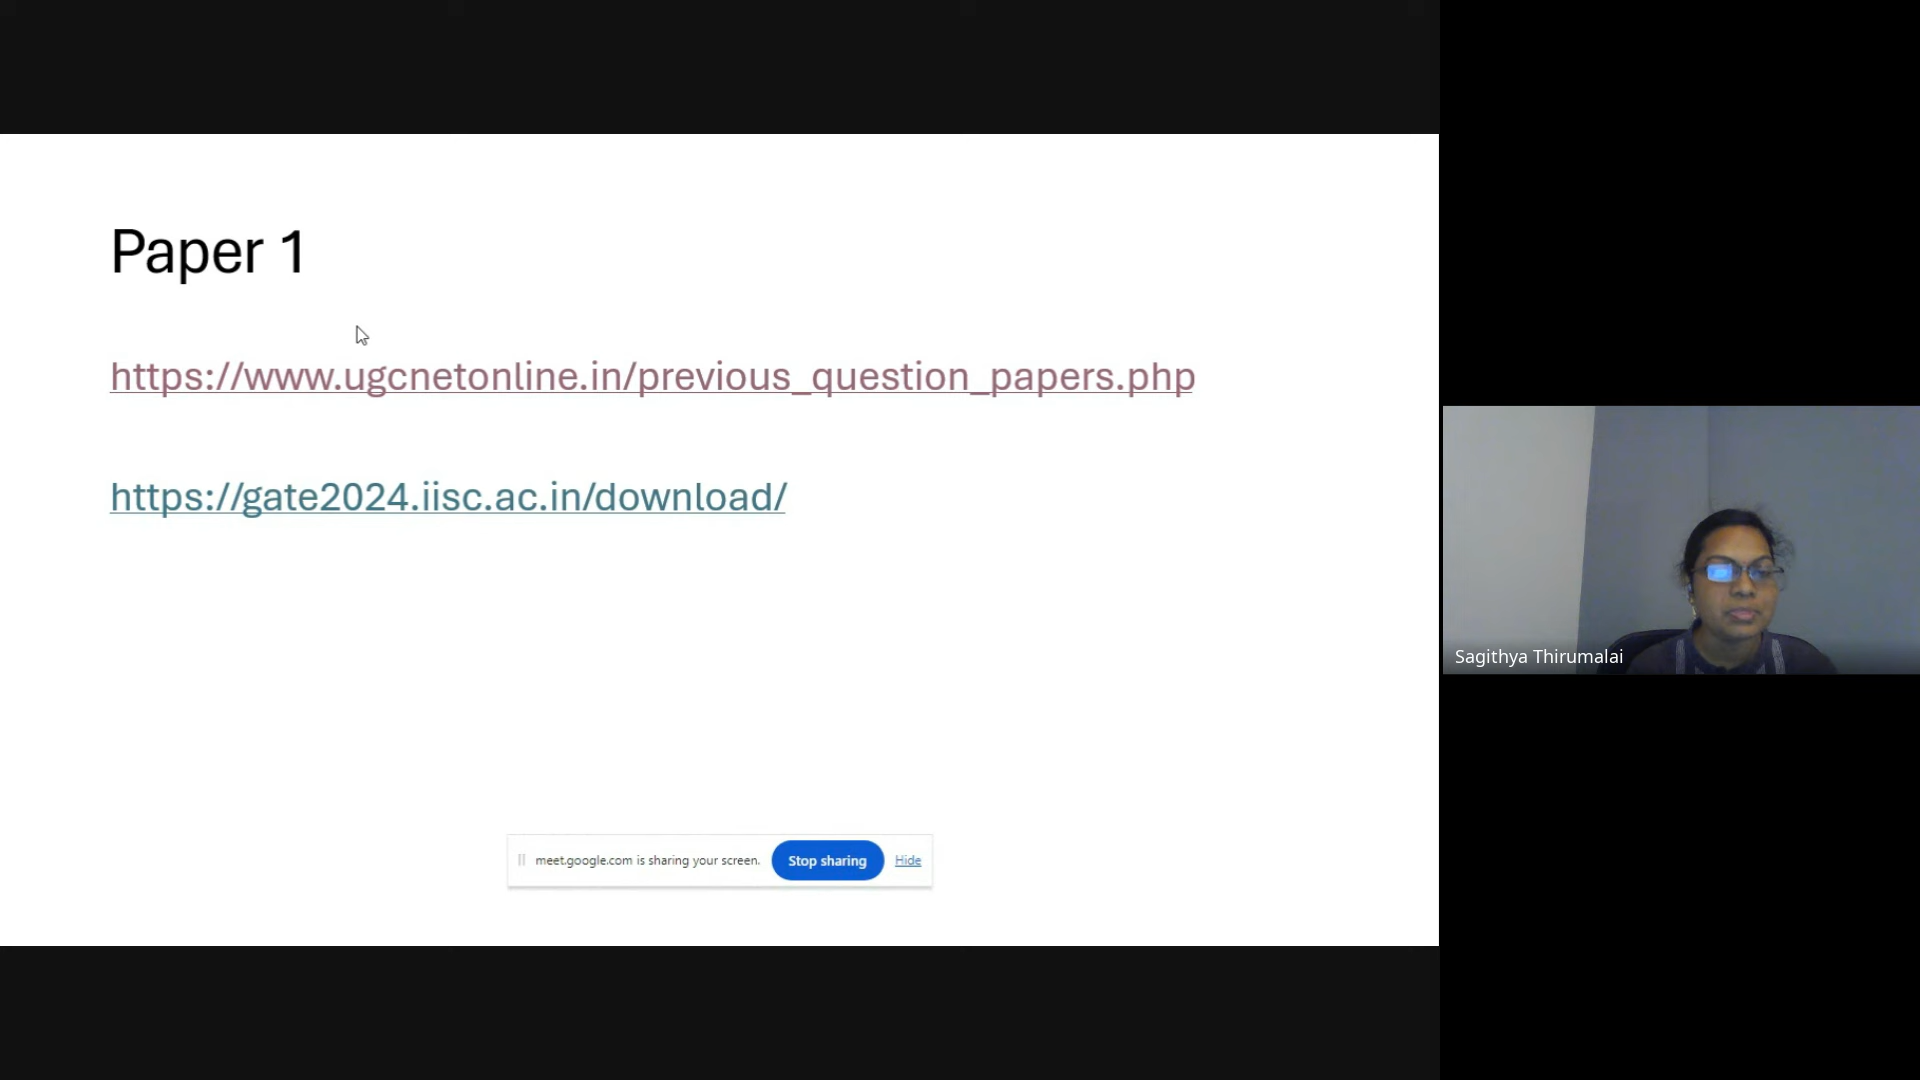 Paper 1
https://www.ugcnetonline.in/previous_question_papers.php
https://gate2024.iisc.ac.in/download/
meet.google.com is sharing your screen. Stop sharing Hide
Sagithya Thirumalai